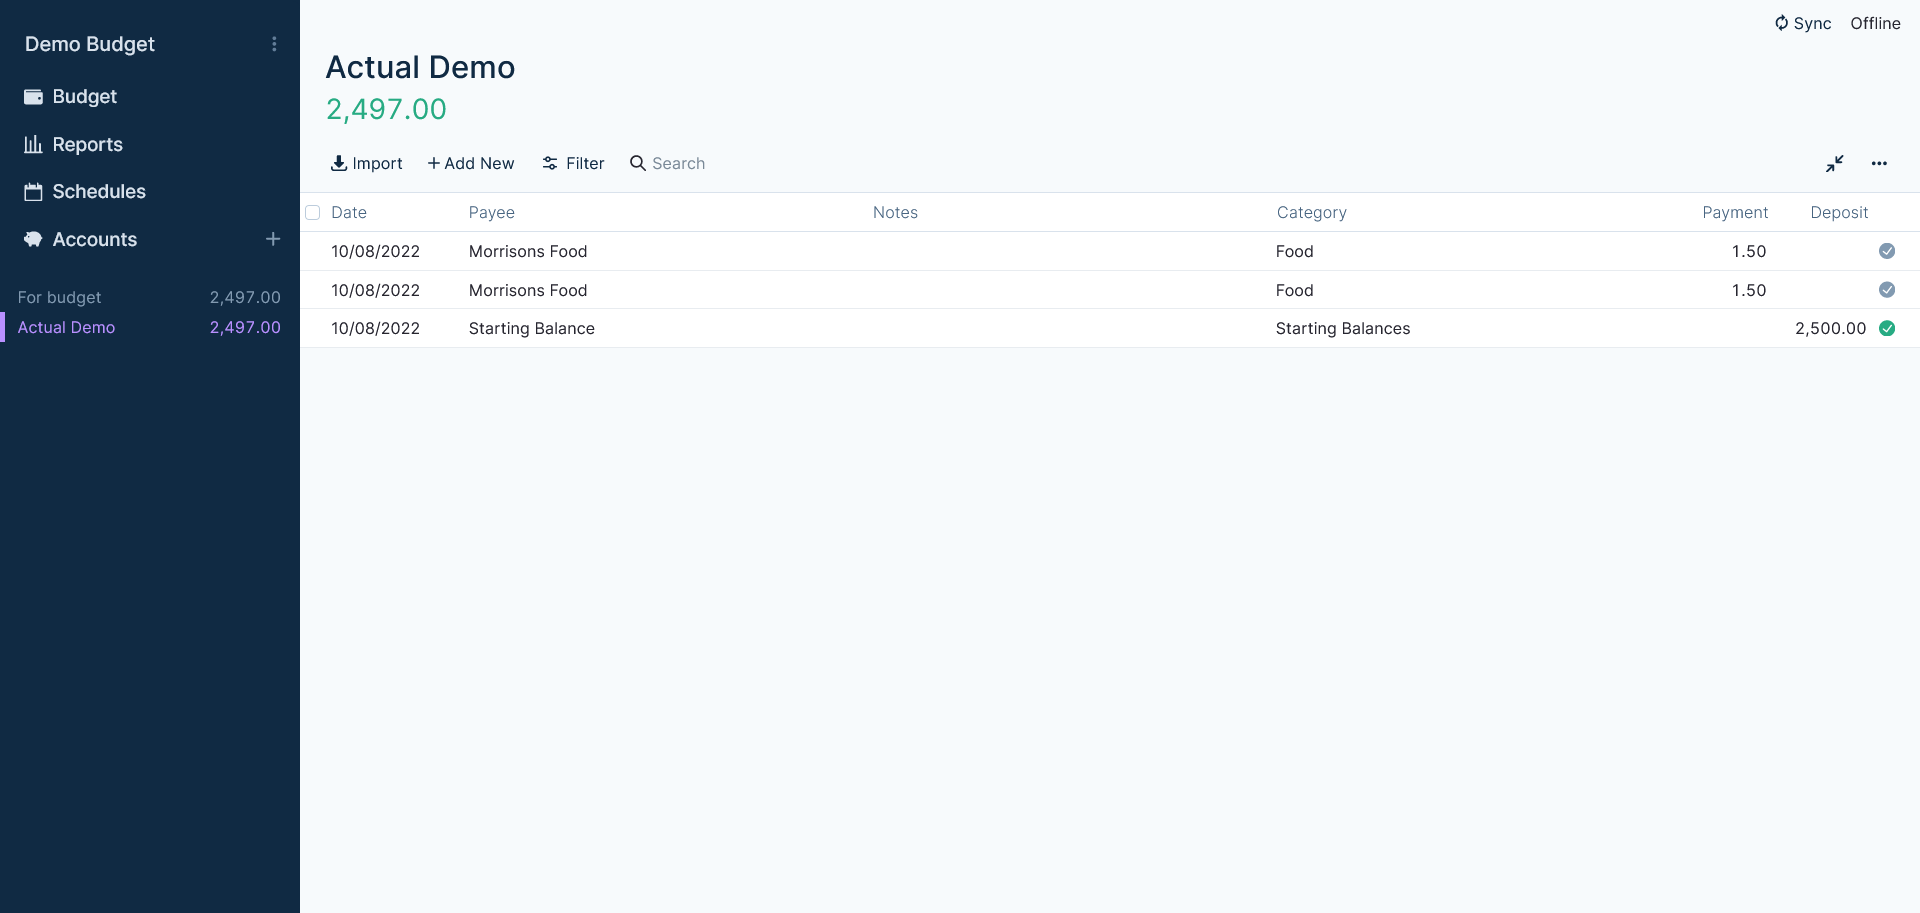 Demo Budget
Budget
Reports
Schedules
Accounts
For budget 2,497.00
Actual Demo 2,497.00
Sync Offline
Actual Demo
2,497.00
Import Add New Filter Search
Date Payee Notes Category Payment Deposit
10/08/2022 Morrisons Food Food 1.50
10/08/2022 Morrisons Food Food 1.50
10/08/2022 Starting Balance Starting Balances 2,500.00